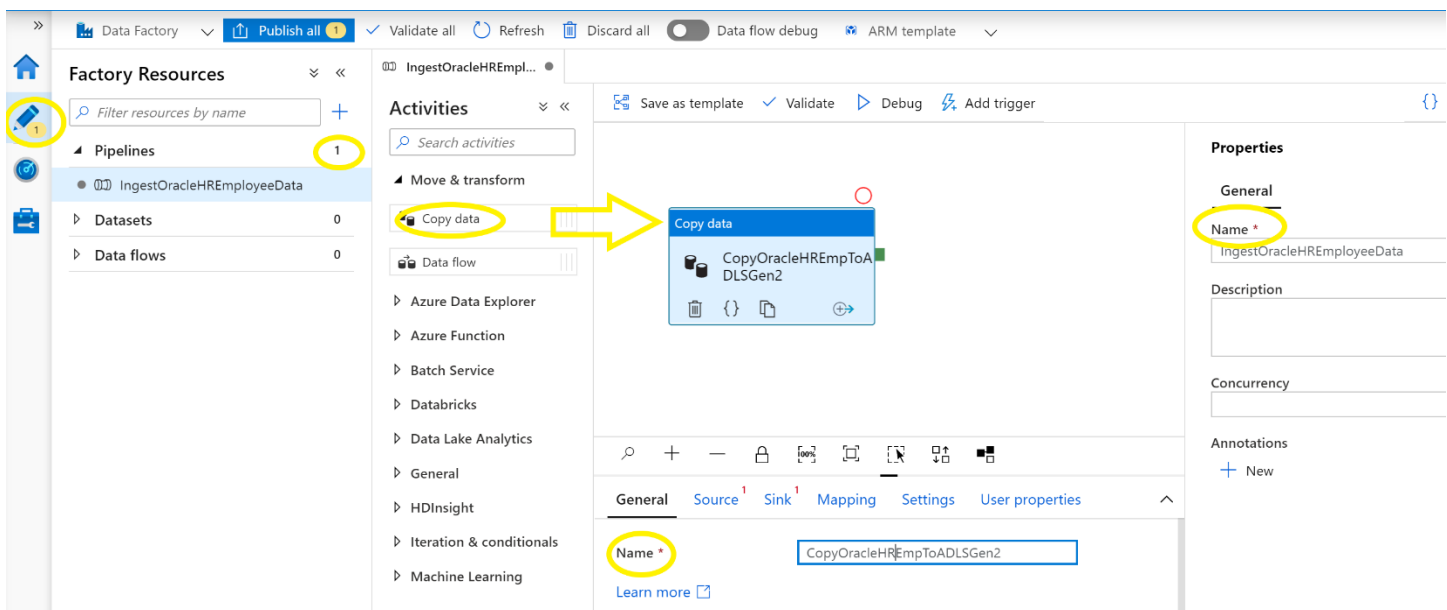 »
Data Factory
Publish all 1
Validate all
Refresh
Discard all
Data flow debug
ARM template
1
Factory Resources
Filter resources by name
Pipelines 1
IngestOracleHREmployeeData
Datasets 0
Data flows 0
IngestOracleHREmpl...
Activities
Search activities
Move & transform
Copy data
Data flow
Azure Data Explorer
Azure Function
Batch Service
Databricks
Data Lake Analytics
General
HDInsight
Iteration & conditionals
Machine Learning
Save as template
Validate
Debug
Add trigger
{}
Copy data
CopyOracleHREmpToA
DLSGen2
{}
100%
General Source 1 Sink 1 Mapping Settings User properties
Name *
CopyOracleHREmpToADLSGen2
Learn more
Properties
General
Name *
IngestOracleHREmployeeData
Description
Concurrency
Annotations
New